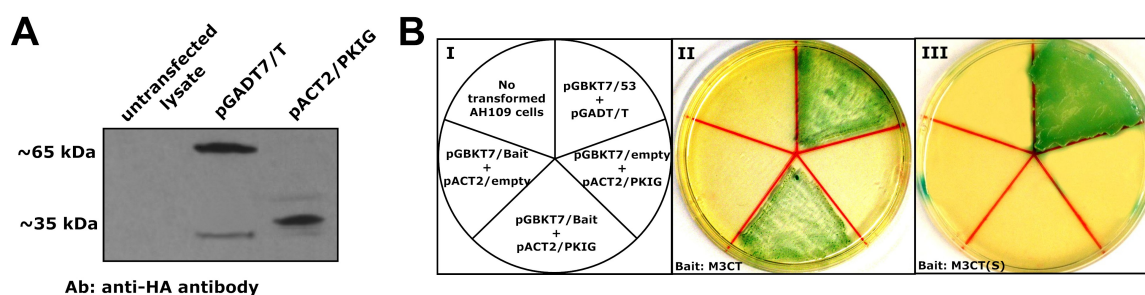 A
untransfected
lysate
pGADT7/T
pACT2/PKIG
~65 kDa
~35 kDa
Ab: anti-HA antibody
B
I
No
transformed
AH109 cells
pGBKT7/53
+
pGADT/T
pGBKT7/Bait
+
pACT2/empty
pGBKT7/empty
+
pACT2/PKIG
pGBKT7/Bait
+
pACT2/PKIG
II
Bait: M3CT
III
Bait: M3CT(S)